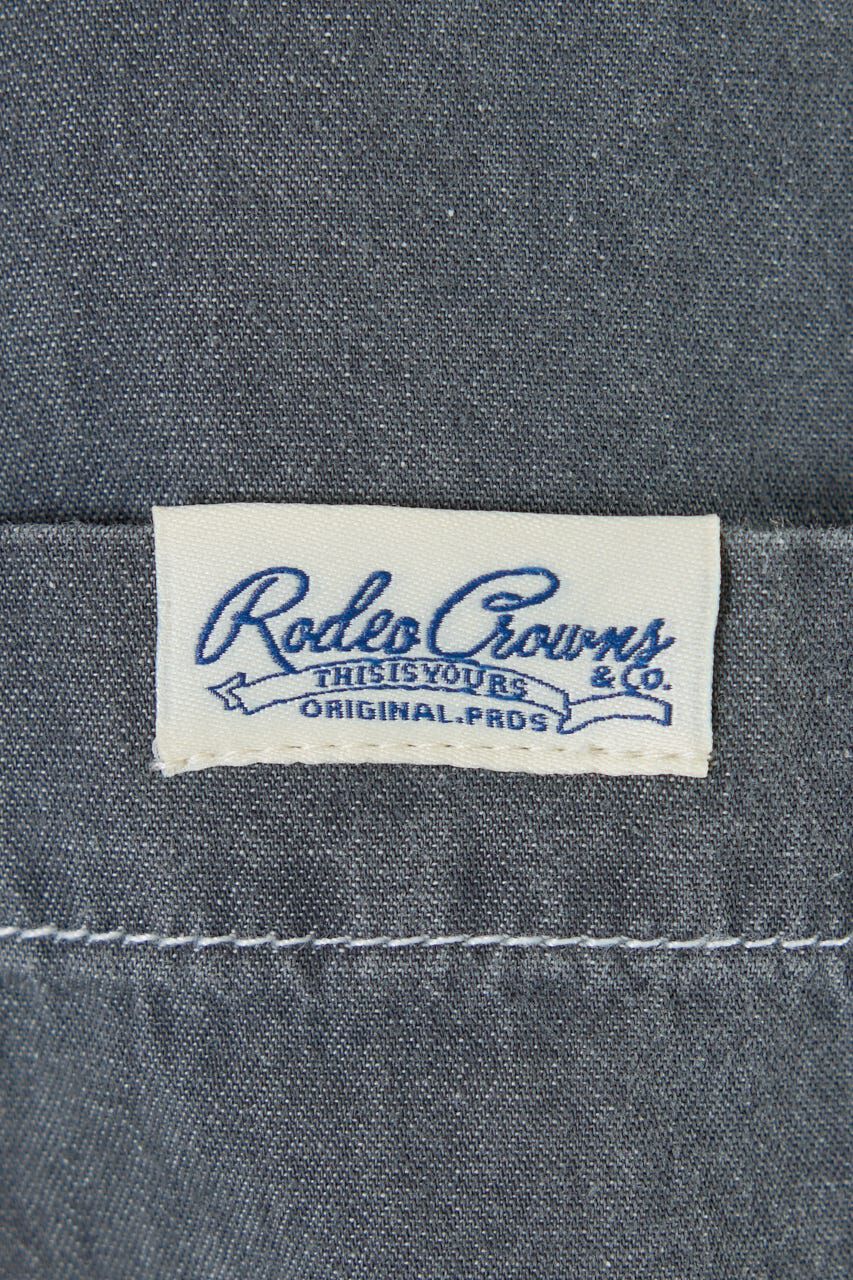 Rodeo Crowns
& Co.
THIS IS YOURS
ORIGINAL.PRDS